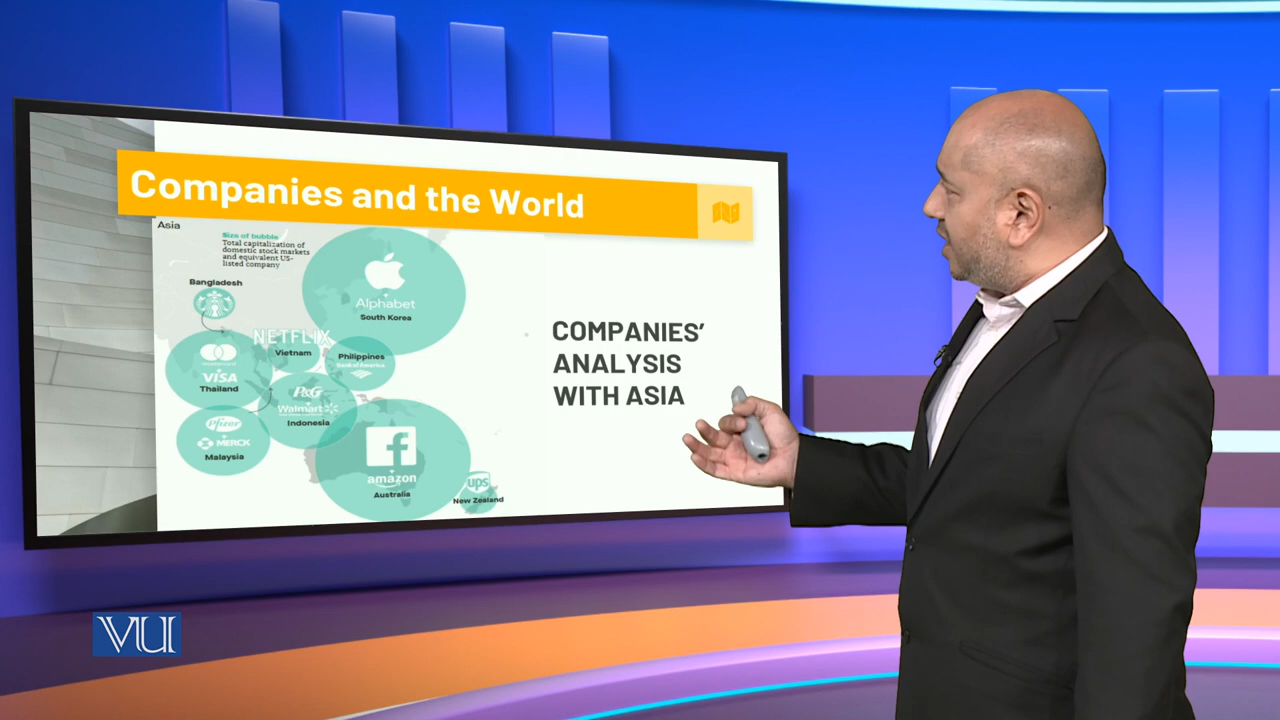 Companies and the World
Asia
Size of bubble
Total capitalization of
domestic stock markets
and equivalent US-
listed company
Bangladesh
Alphabet
South Korea
NETFLIX
Vietnam
Philippines
Bank of America
mastercard
VISA
Thailand
P&G
Walmart
Indonesia
Pfizer
MERCK
Malaysia
f
amazon
Australia
ups
New Zealand
COMPANIES'
ANALYSIS
WITH ASIA
VU